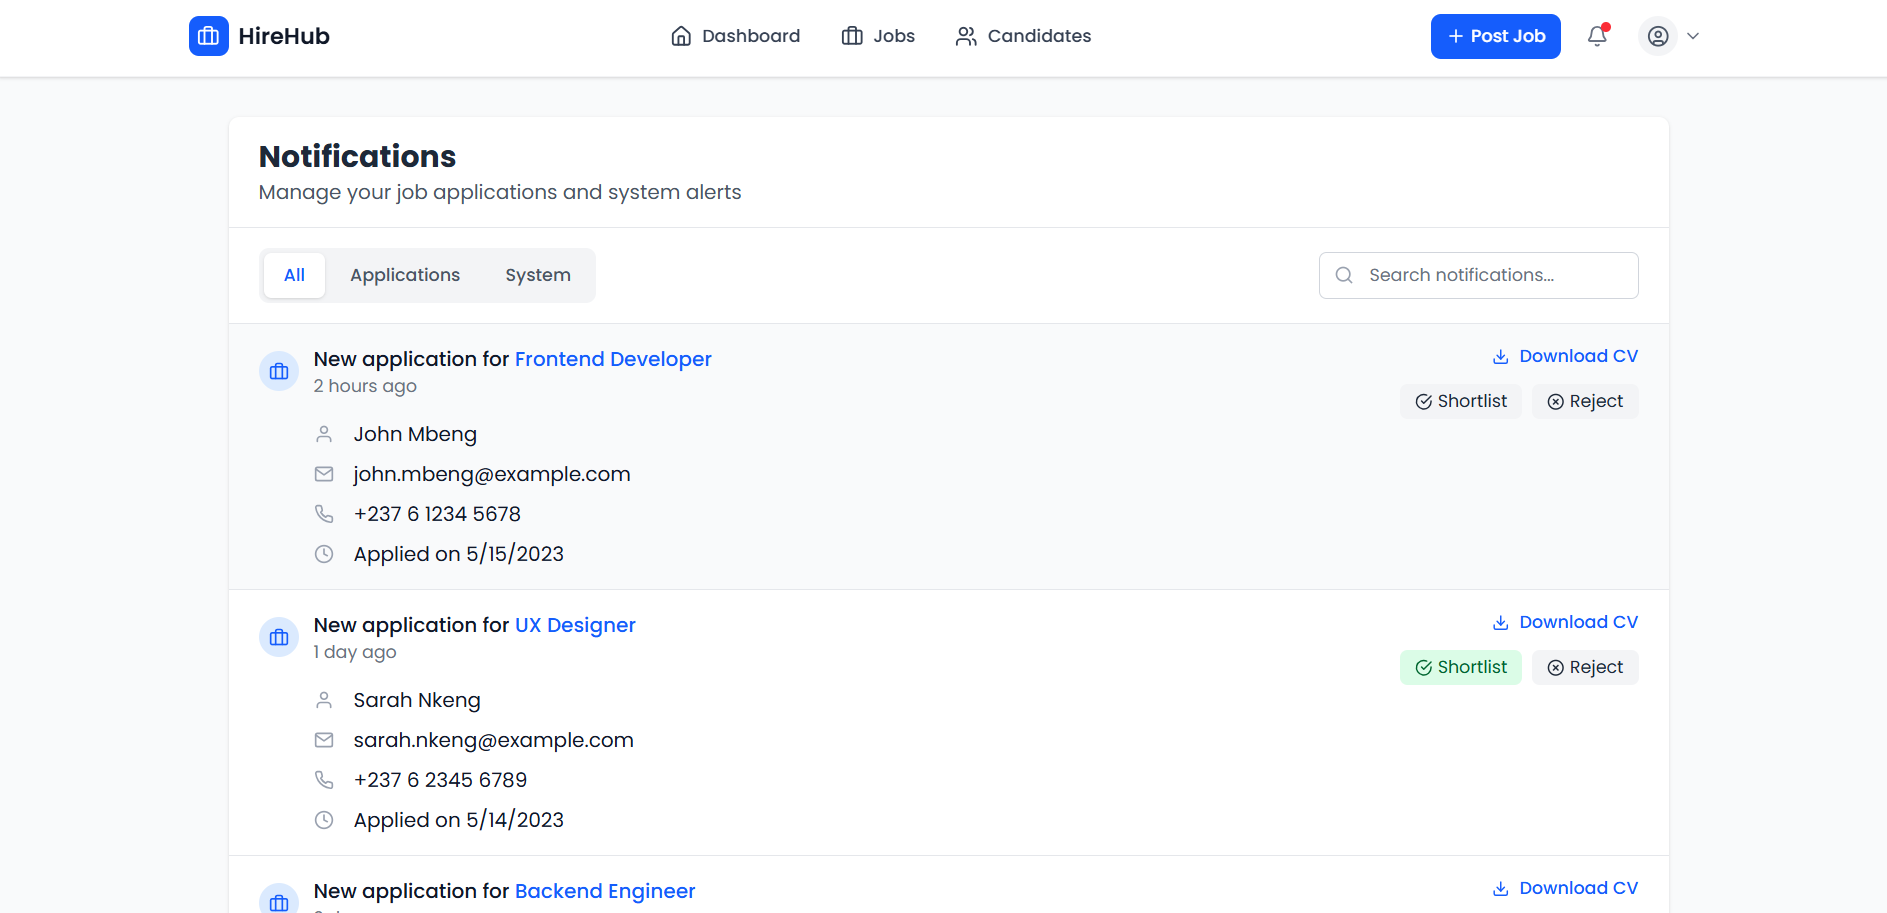 HireHub
Dashboard
Jobs
Candidates
Post Job
Notifications
Manage your job applications and system alerts
All
Applications
System
Search notifications...
New application for Frontend Developer
2 hours ago
Download CV
Shortlist
Reject
John Mbeng
john.mbeng@example.com
+237 6 1234 5678
Applied on 5/15/2023
New application for UX Designer
1 day ago
Download CV
Shortlist
Reject
Sarah Nkeng
sarah.nkeng@example.com
+237 6 2345 6789
Applied on 5/14/2023
New application for Backend Engineer
Download CV